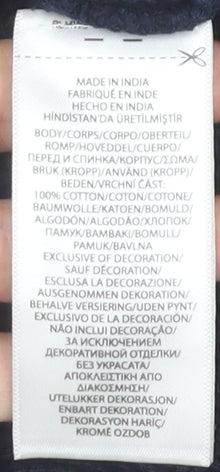 MADE IN INDIA
FABRIQUÉ EN INDE
HECHO EN INDIA
HİNDİSTAN'DA ÜRETİLMİŞTİR
BODY/CORPS/CORPO/OBERTEIL/
ROMP/HOVEDDEL/CUERPO/
ПЕРЕД И СПИНКА/КОРПУС/ΣΩΜΑ/
BRUK (KROPP)/ANVÄND (KROPP)/
BEDEN/VRCHNÍ ČÁST:
100% COTTON/COTON/COTONE/
BAUMWOLLE/KATOEN/BOMULD/
ALGODÓN/ALGODÃO/ХЛОПОК/
ПАМУК/ΒΑΜΒΑΚΙ/BOMULL/
PAMUK/BAVLNA
EXCLUSIVE OF DECORATION/
SAUF DÉCORATION/
ESCLUSA LA DECORAZIONE/
AUSGENOMMEN DEKORATION/
BEHALVE VERSIERING/UDEN PYNT/
EXCLUSIVO DE LA DECORACIÓN/
NÃO INCLUI DECORAÇÃO/
ЗА ИСКЛЮЧЕНИЕМ
ДЕКОРАТИВНОЙ ОТДЕЛКИ/
БЕЗ УКРАСАТА/
ΑΠΟΚΛΕΙΣΤΙΚΗ ΑΠΟ
ΔΙΑΚΟΣΜΗΣΗ/
UTELUKKER DEKORASJON/
ENBART DEKORATION/
DEKORASYON HARİÇ/
KROMĚ OZDOB